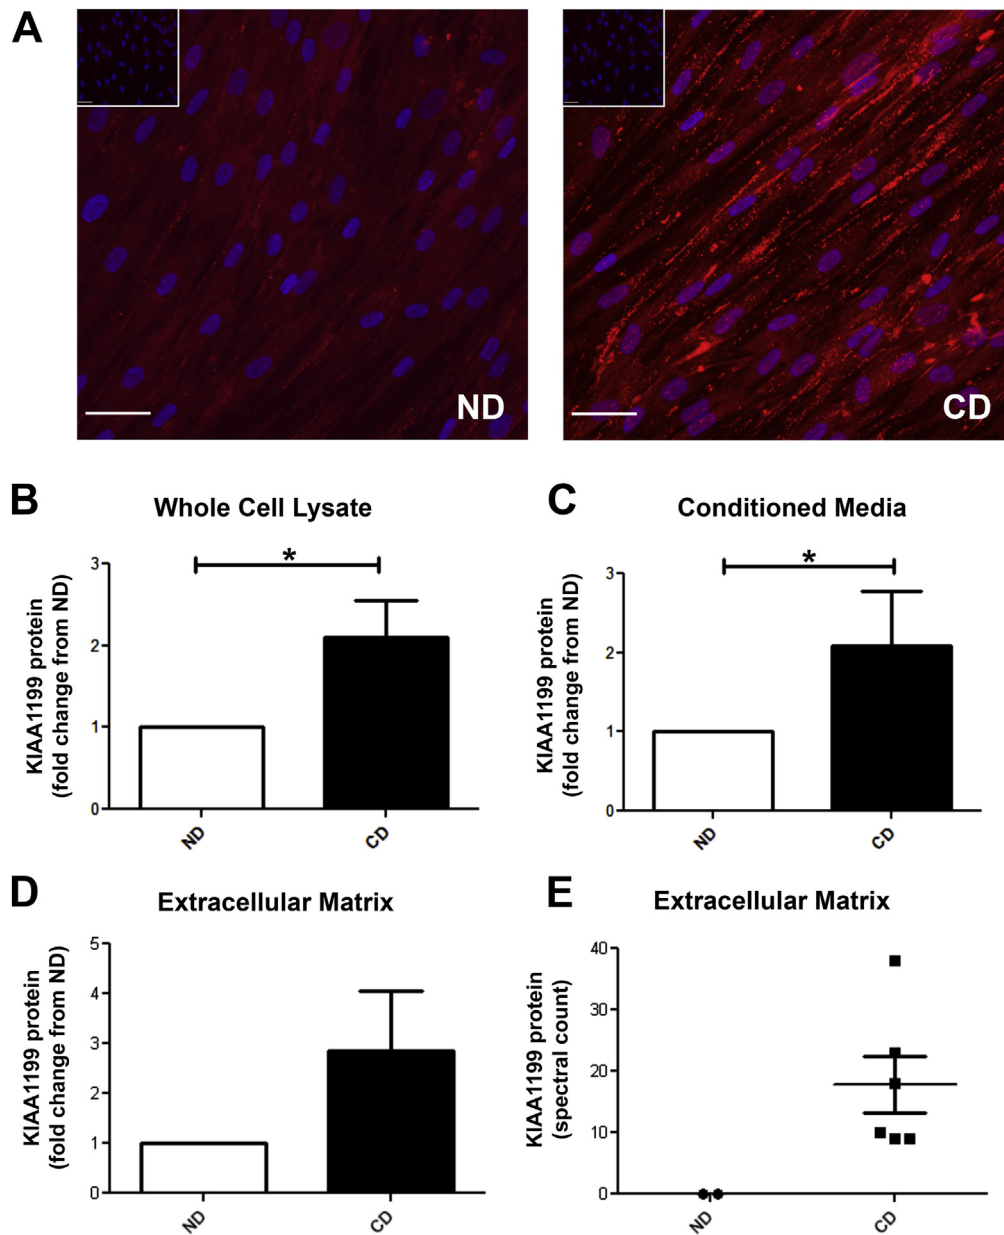 A
ND
CD
B
Whole Cell Lysate
KIAA1199 protein
(fold change from ND)
3
2
1
0
*
ND
CD
C
Conditioned Media
KIAA1199 protein
(fold change from ND)
3
2
1
0
*
ND
CD
D
Extracellular Matrix
KIAA1199 protein
(fold change from ND)
5
4
3
2
1
0
ND
CD
E
Extracellular Matrix
KIAA1199 protein
(spectral count)
40
30
20
10
0
ND
CD